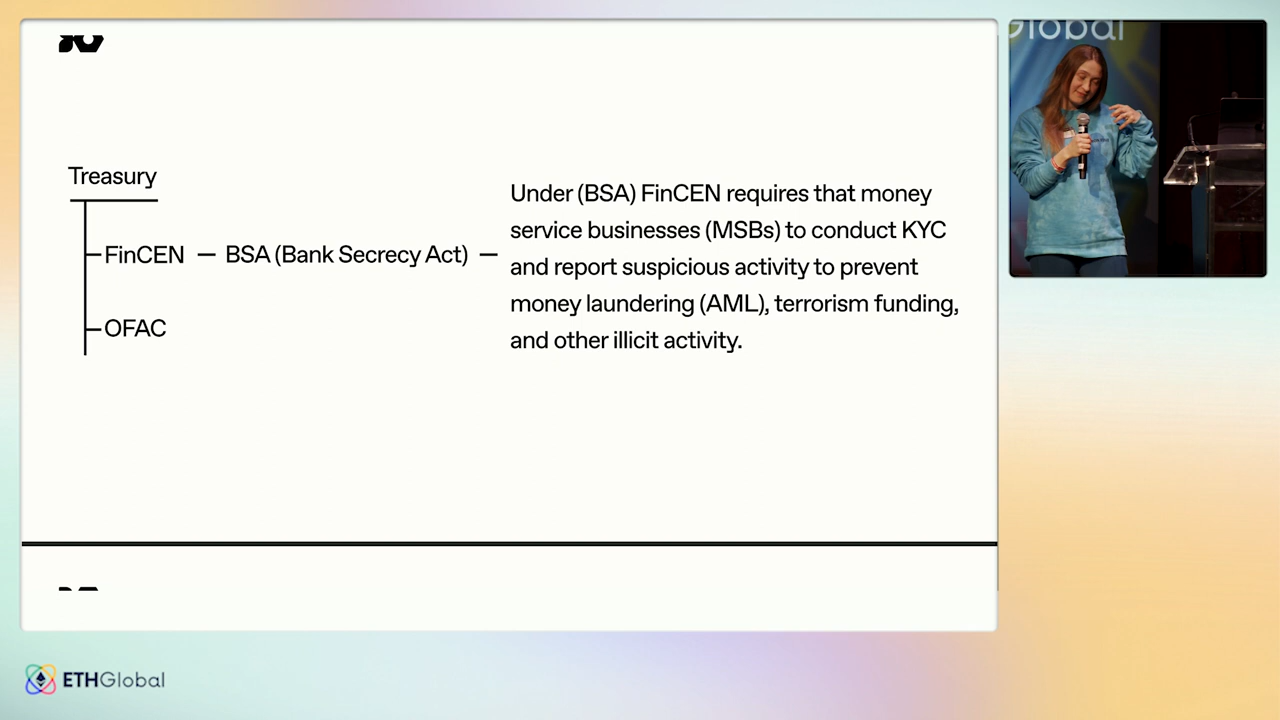 Treasury
FinCEN — BSA (Bank Secrecy Act) —
OFAC
Under (BSA) FinCEN requires that money
service businesses (MSBs) to conduct KYC
and report suspicious activity to prevent
money laundering (AML), terrorism funding,
and other illicit activity.
Global
ETHGlobal